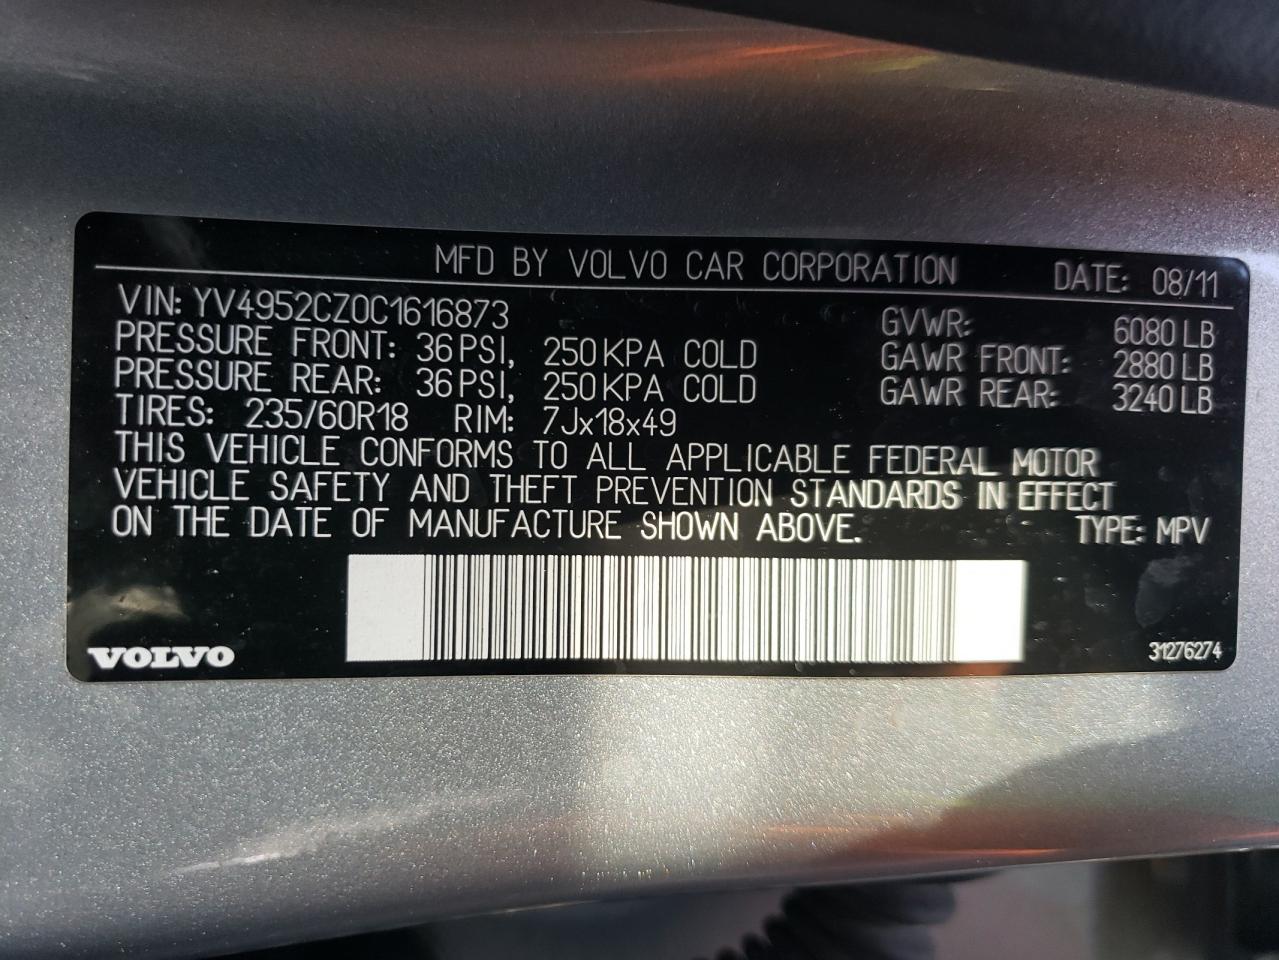 MFD BY VOLVO CAR CORPORATION DATE: 08/11
VIN: YV4952CZ0C1616873 GVWR: 6080 LB
PRESSURE FRONT: 36 PSI, 250 KPA COLD GAWR FRONT: 2880 LB
PRESSURE REAR: 36 PSI, 250 KPA COLD GAWR REAR: 3240 LB
TIRES: 235/60R18 RIM: 7Jx18x49
THIS VEHICLE CONFORMS TO ALL APPLICABLE FEDERAL MOTOR
VEHICLE SAFETY AND THEFT PREVENTION STANDARDS IN EFFECT
ON THE DATE OF MANUFACTURE SHOWN ABOVE. TYPE: MPV
VOLVO 31276274